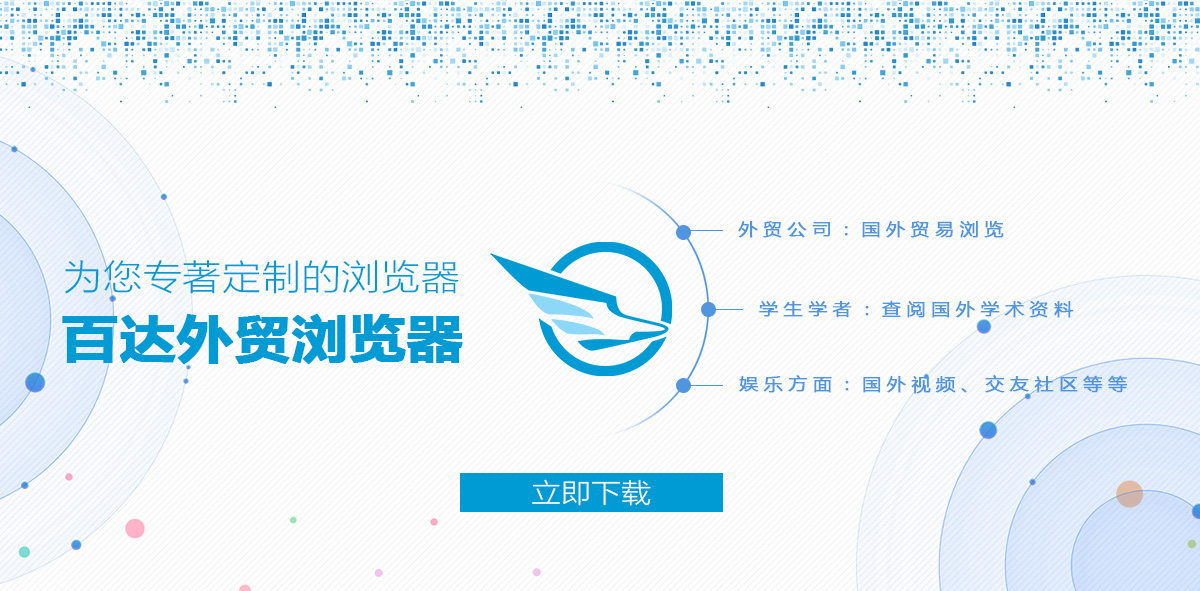 为您专著定制的浏览器
百达外贸浏览器
外贸公司：国外贸易浏览
学生学者：查阅国外学术资料
娱乐方面：国外视频、交友社区等等
立即下载